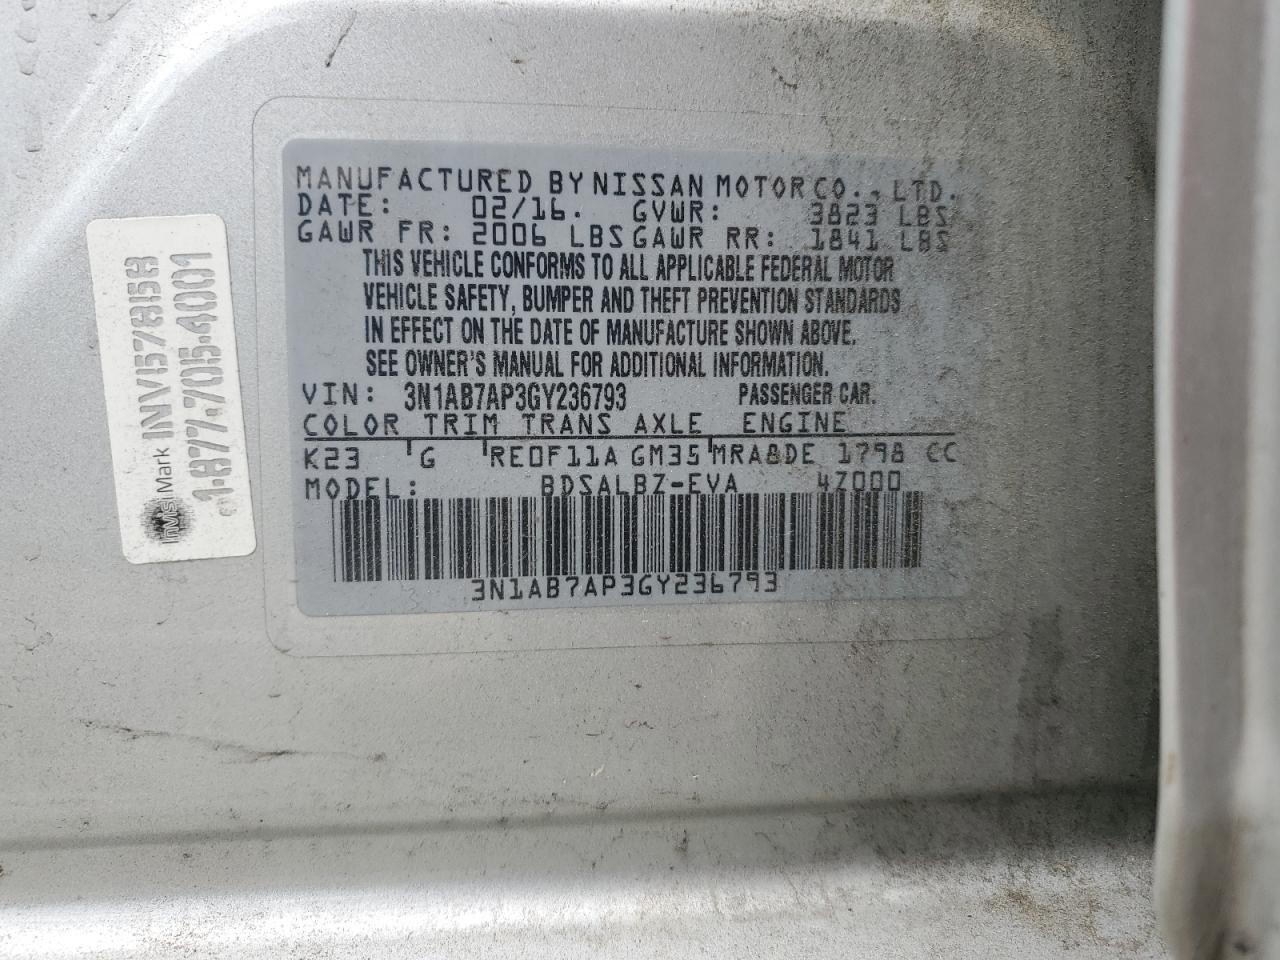 MANUFACTURED BY NISSAN MOTOR CO., LTD.
DATE: 02/16. GVWR: 3823 LBS
GAWR FR: 2006 LBS GAWR RR: 1841 LBS
THIS VEHICLE CONFORMS TO ALL APPLICABLE FEDERAL MOTOR
VEHICLE SAFETY, BUMPER AND THEFT PREVENTION STANDARDS
IN EFFECT ON THE DATE OF MANUFACTURE SHOWN ABOVE.
SEE OWNER'S MANUAL FOR ADDITIONAL INFORMATION.
VIN: 3N1AB7AP3GY236793 PASSENGER CAR.
COLOR TRIM TRANS AXLE ENGINE
K23 G RE0F11A GM35 MRA8DE 1798 CC
MODEL: BDSALBZ-EVA 47000
3N1AB7AP3GY236793
Mark
1-877-705-4001